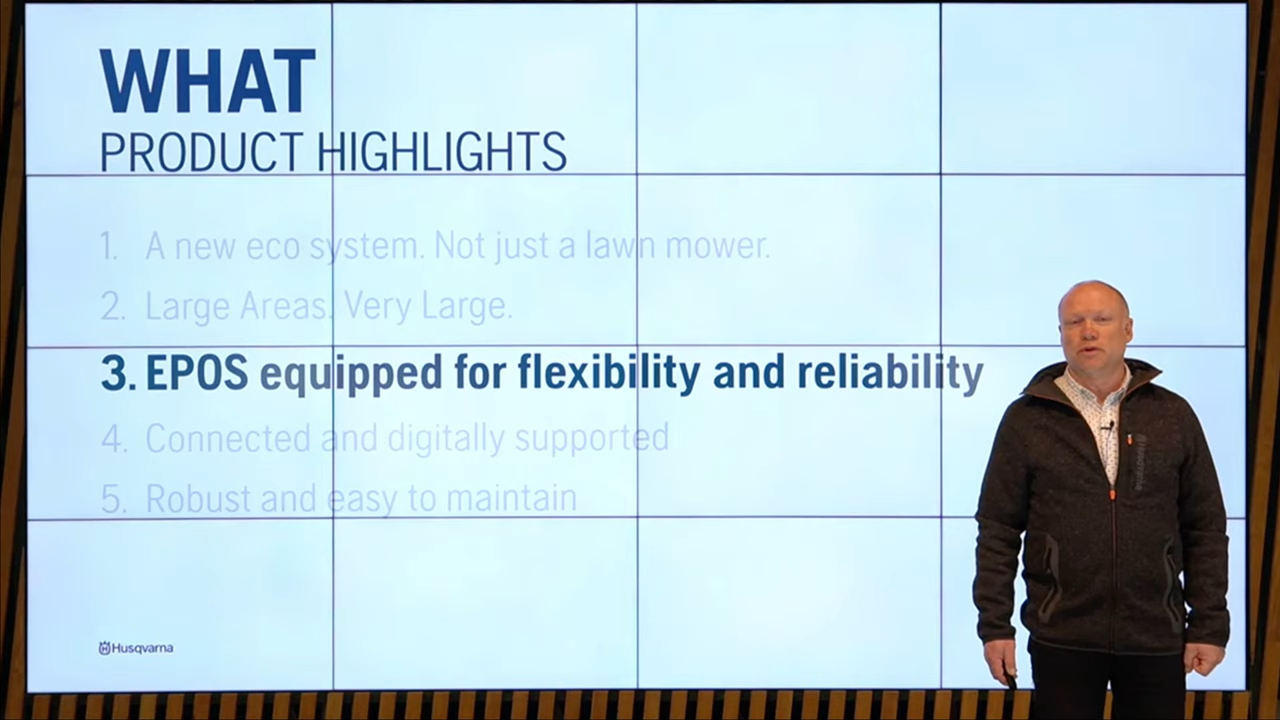 WHAT
PRODUCT HIGHLIGHTS
1. A new eco system. Not just a lawn mower.
2. Large Areas. Very Large.
3. EPOS equipped for flexibility and reliability
4. Connected and digitally supported
5. Robust and easy to maintain
Husqvarna
Husqvarna